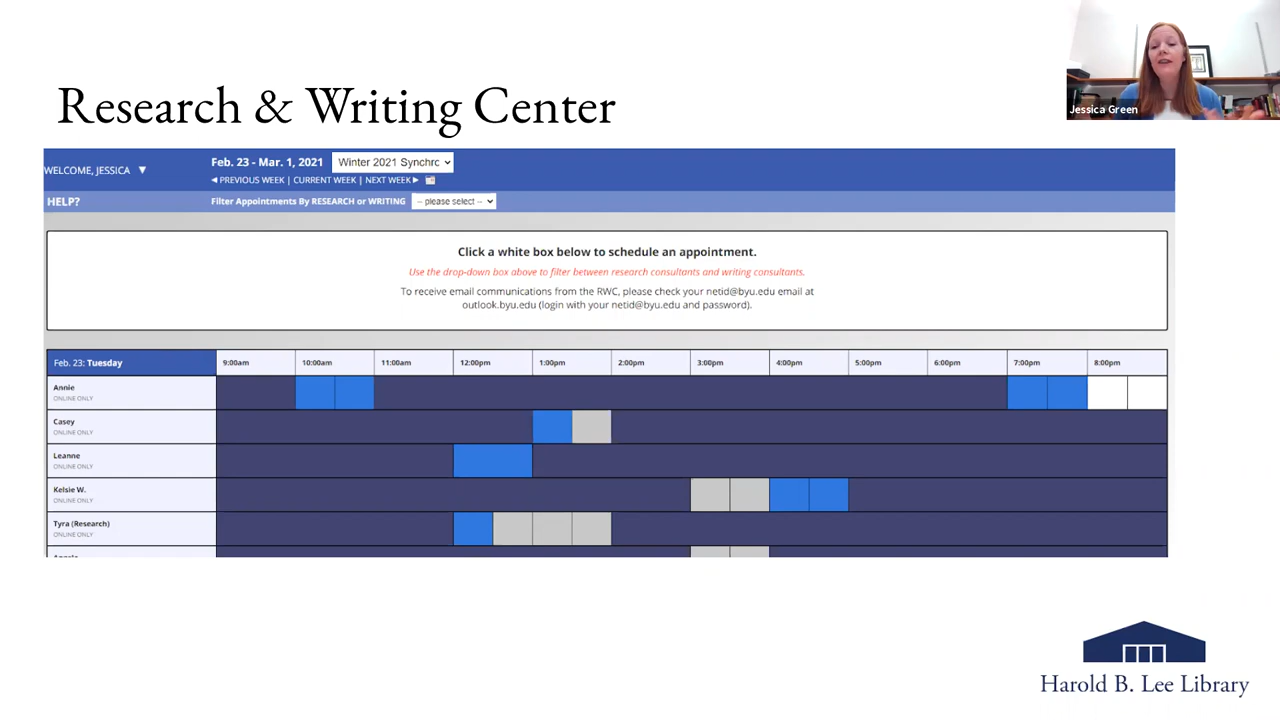 Jessica Green
Research & Writing Center
WELCOME, JESSICA ▼
Feb. 23 - Mar. 1, 2021 Winter 2021 Synchrc
◀ PREVIOUS WEEK | CURRENT WEEK | NEXT WEEK ▶
HELP?
Filter Appointments By RESEARCH or WRITING -- please select --
Click a white box below to schedule an appointment.
Use the drop-down box above to filter between research consultants and writing consultants.
To receive email communications from the RWC, please check your netid@byu.edu email at
outlook.byu.edu (login with your netid@byu.edu and password).
Feb. 23: Tuesday 9:00am 10:00am 11:00am 12:00pm 1:00pm 2:00pm 3:00pm 4:00pm 5:00pm 6:00pm 7:00pm 8:00pm
Annie
ONLINE ONLY
Casey
ONLINE ONLY
Leanne
ONLINE ONLY
Kelsie W.
ONLINE ONLY
Tyra (Research)
ONLINE ONLY
Harold B. Lee Library